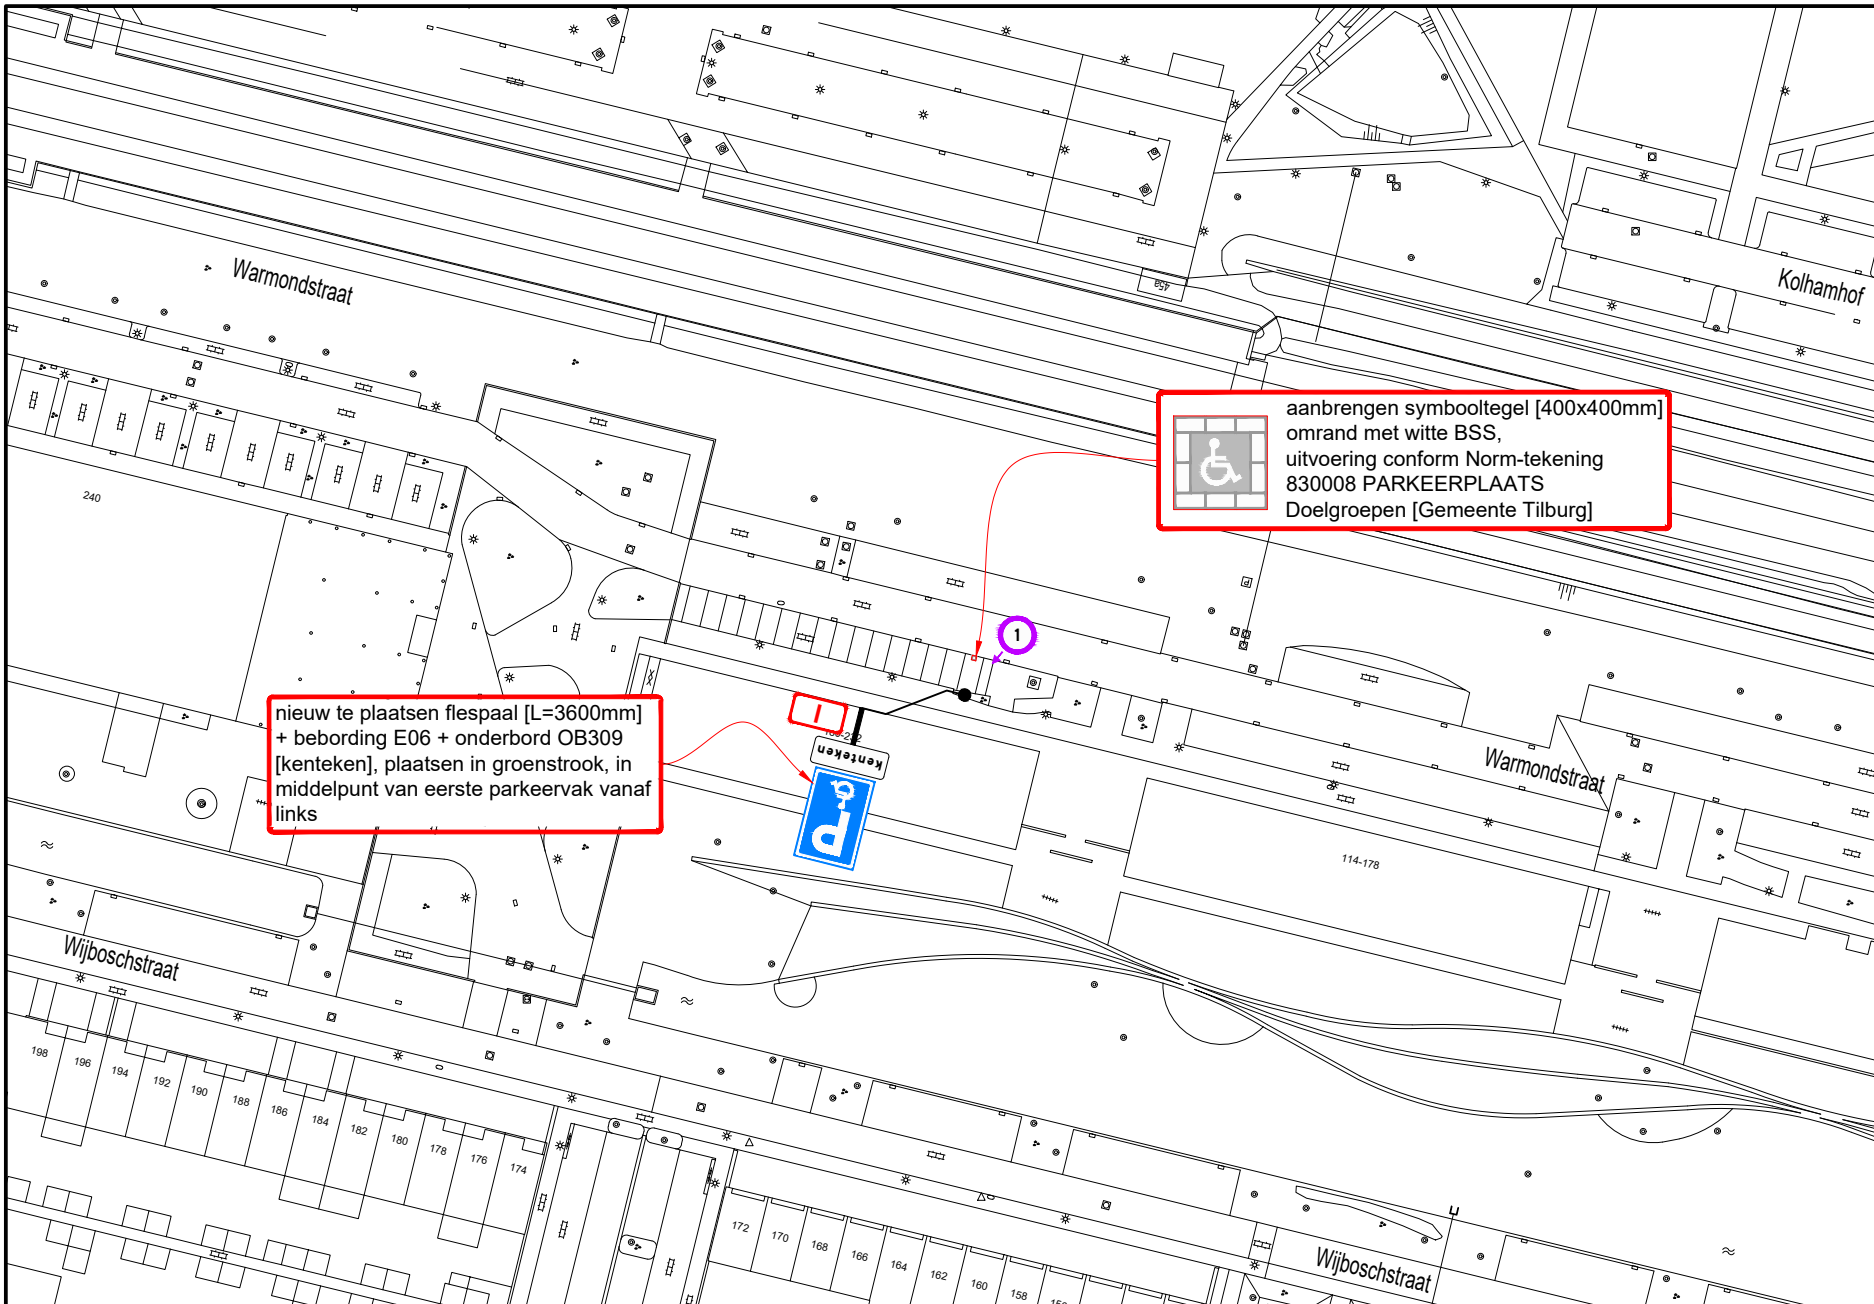 Warmondstraat
Kolhamhof
45a
aanbrengen symbooltegel [400x400mm]
omrand met witte BSS,
uitvoering conform Norm-tekening
830008 PARKEERPLAATS
Doelgroepen [Gemeente Tilburg]
240
P
1
nieuw te plaatsen flespaal [L=3600mm]
+ bebording E06 + onderbord OB309
[kenteken], plaatsen in groenstrook, in
middelpunt van eerste parkeervak vanaf
links
kenteken
P
Warmondstraat
114-178
Wijboschstraat
198
196
194
192
190
188
186
184
182
180
178
176
174
172
170
168
166
164
162
160
158
Wijboschstraat